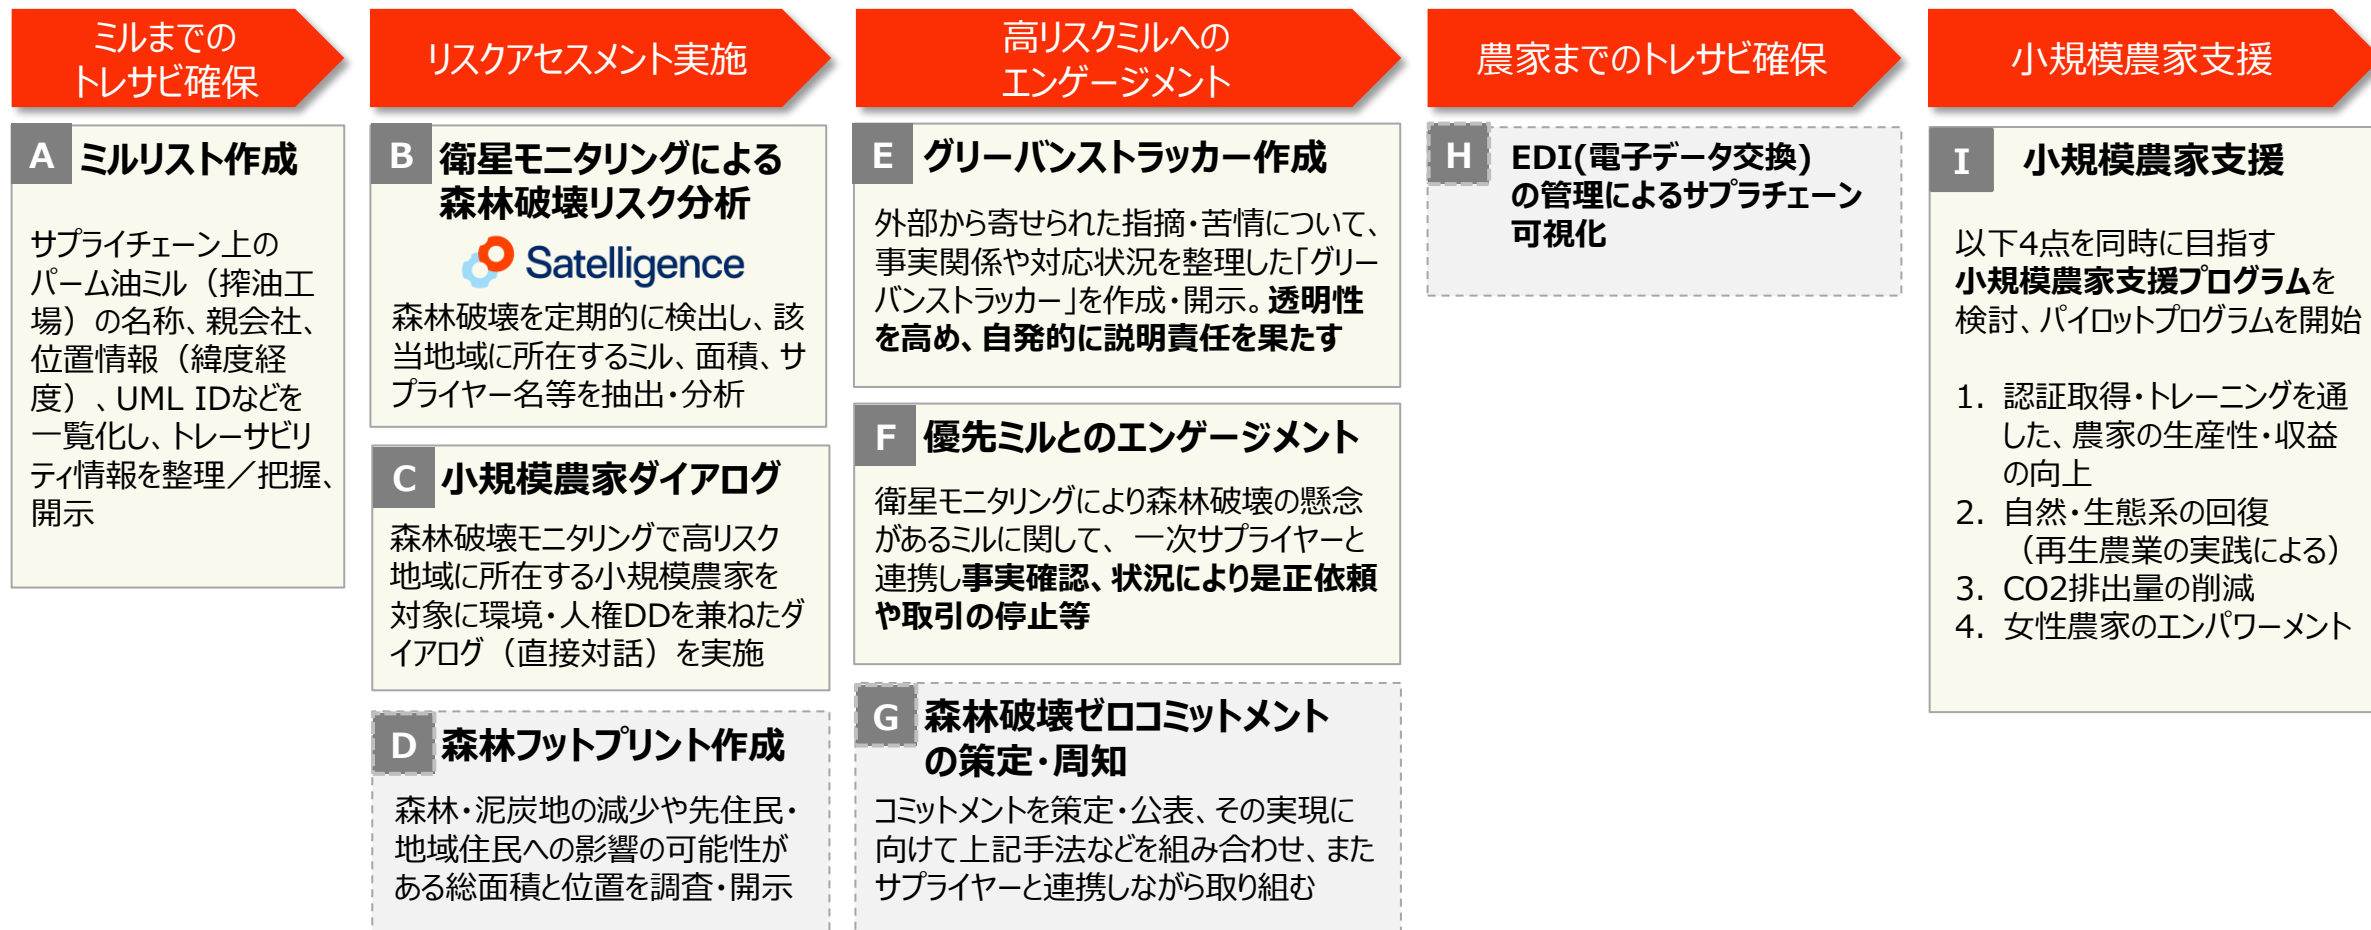 ミルまでの
トレサビ確保
リスクアセスメント実施
高リスクミルへの
エンゲージメント
農家までのトレサビ確保
小規模農家支援
A ミルリスト作成
サプライチェーン上の
パーム油ミル（搾油工
場）の名称、親会社、
位置情報（緯度経
度）、UML IDなどを
一覧化し、トレーサビリ
ティ情報を整理／把握、
開示
B 衛星モニタリングによる
森林破壊リスク分析
Satelligence
森林破壊を定期的に検出し、該
当地域に所在するミル、面積、サ
プライヤー名等を抽出・分析
C 小規模農家ダイアログ
森林破壊モニタリングで高リスク
地域に所在する小規模農家を
対象に環境・人権DDを兼ねたダ
イアログ（直接対話）を実施
D 森林フットプリント作成
森林・泥炭地の減少や先住民・
地域住民への影響の可能性が
ある総面積と位置を調査・開示
E グリーバンストラッカー作成
外部から寄せられた指摘・苦情について、
事実関係や対応状況を整理した「グリー
バンストラッカー」を作成・開示。透明性
を高め、自発的に説明責任を果たす
F 優先ミルとのエンゲージメント
衛星モニタリングにより森林破壊の懸念
があるミルに関して、一次サプライヤーと
連携し事実確認、状況により是正依頼
や取引の停止等
G 森林破壊ゼロコミットメント
の策定・周知
コミットメントを策定・公表、その実現に
向けて上記手法などを組み合わせ、また
サプライヤーと連携しながら取り組む
H EDI(電子データ交換)
の管理によるサプラチェーン
可視化
I 小規模農家支援
以下4点を同時に目指す
小規模農家支援プログラムを
検討、パイロットプログラムを開始
1. 認証取得・トレーニングを通
した、農家の生産性・収益
の向上
2. 自然・生態系の回復
（再生農業の実践による）
3. CO2排出量の削減
4. 女性農家のエンパワーメント